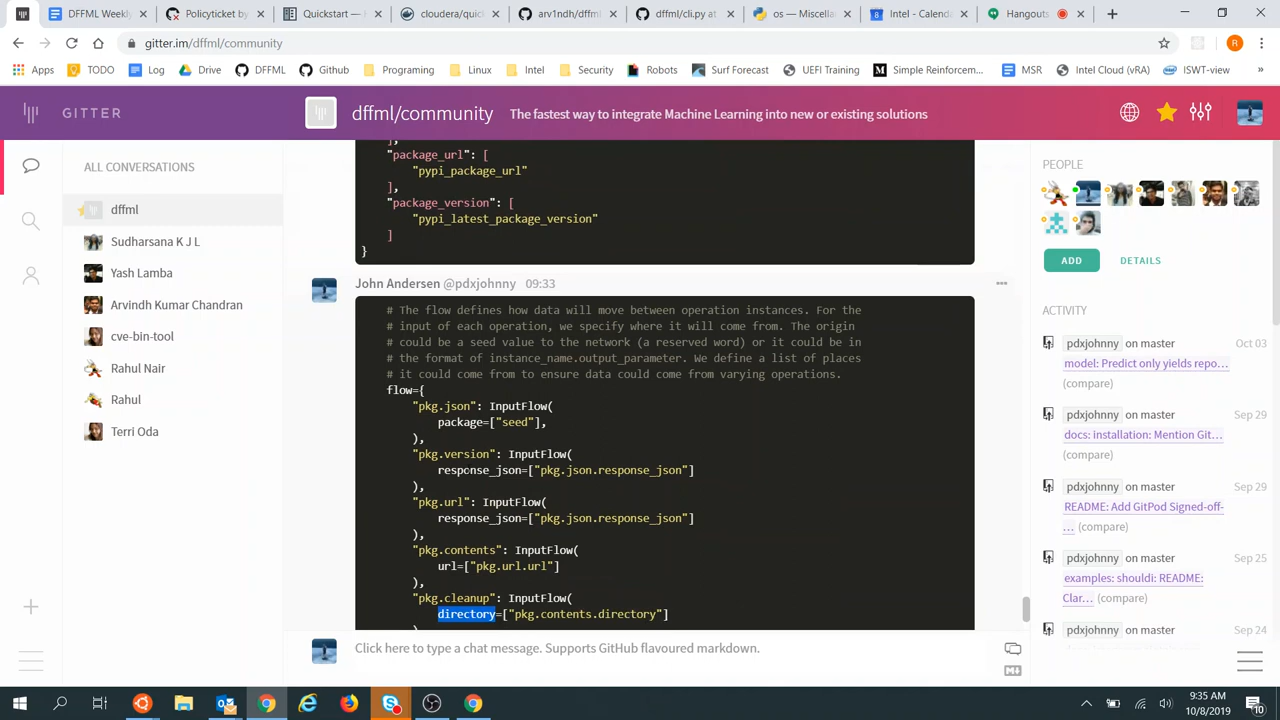 DFFML Weekly
Policyticket by
Quickstart —
cloudera/quick
arv1ndh/dffml
dffml/cli.py at
os — Miscella
Intel - Calenda
Hangouts
gitter.im/dffml/community
R
Apps
TODO
Log
Drive
DFFML
Github
Programing
Linux
Intel
Security
Robots
Surf Forecast
UEFI Training
Simple Reinforcem...
MSR
Intel Cloud (vRA)
ISWT-view
»
GITTER
dffml/community
The fastest way to integrate Machine Learning into new or existing solutions
ALL CONVERSATIONS
dffml
Sudharsana K J L
Yash Lamba
Arvindh Kumar Chandran
cve-bin-tool
Rahul Nair
Rahul
Terri Oda
],
"package_url": [
"pypi_package_url"
],
"package_version": [
"pypi_latest_package_version"
]
}
John Andersen @pdxjohnny 09:33
# The flow defines how data will move between operation instances. For the
# input of each operation, we specify where it will come from. The origin
# could be a seed value to the network (a reserved word) or it could be in
# the format of instance_name.output_parameter. We define a list of places
# it could come from to ensure data could come from varying operations.
flow={
"pkg.json": InputFlow(
package=["seed"],
),
"pkg.version": InputFlow(
response_json=["pkg.json.response_json"]
),
"pkg.url": InputFlow(
response_json=["pkg.json.response_json"]
),
"pkg.contents": InputFlow(
url=["pkg.url.url"]
),
"pkg.cleanup": InputFlow(
directory=["pkg.contents.directory"]
Click here to type a chat message. Supports GitHub flavoured markdown.
PEOPLE
ADD
DETAILS
ACTIVITY
pdxjohnny on master Oct 03
model: Predict only yields repo…
(compare)
pdxjohnny on master Sep 29
docs: installation: Mention Git…
(compare)
pdxjohnny on master Sep 29
README: Add GitPod Signed-off-
… (compare)
pdxjohnny on master Sep 25
examples: shouldi: README:
Clar… (compare)
pdxjohnny on master Sep 24
9:35 AM
10/8/2019
10